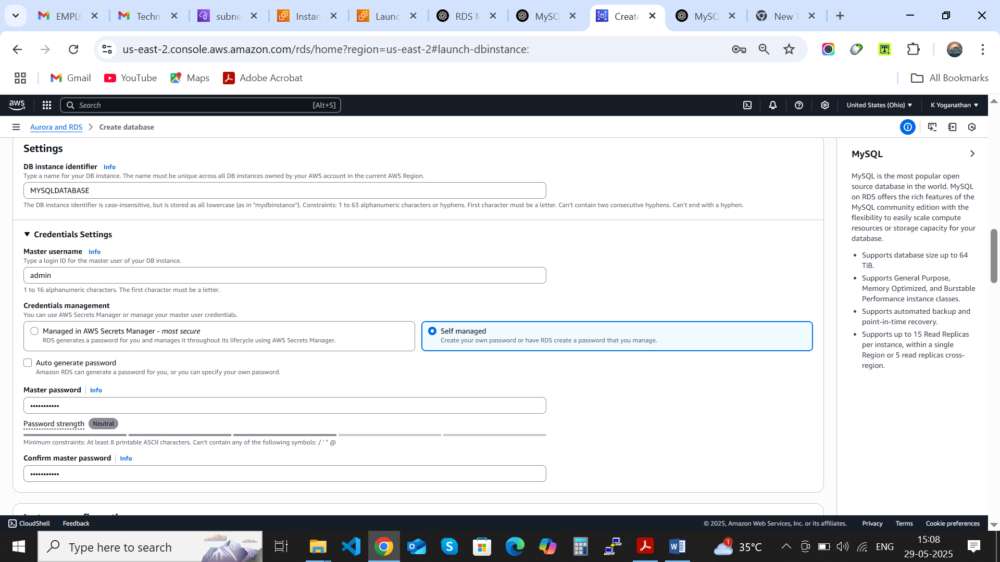 EMPL
Techn
subne
Instan
Launc
RDS M
MySQ
Create
MySQ
New T
us-east-2.console.aws.amazon.com/rds/home?region=us-east-2#launch-dbinstance:
Gmail
YouTube
Maps
Adobe Acrobat
All Bookmarks
aws
Search
[Alt+S]
United States (Ohio)
K Yoganathan
Aurora and RDS
Create database
Settings
DB instance identifier Info
Type a name for your DB instance. The name must be unique across all DB instances owned by your AWS account in the current AWS Region.
MYSQLDATABASE
The DB instance identifier is case-insensitive, but is stored as all lowercase (as in "mydbinstance"). Constraints: 1 to 63 alphanumeric characters or hyphens. First character must be a letter. Can't contain two consecutive hyphens. Can't end with a hyphen.
Credentials Settings
Master username Info
Type a login ID for the master user of your DB instance.
admin
1 to 16 alphanumeric characters. The first character must be a letter.
Credentials management
You can use AWS Secrets Manager or manage your master user credentials.
Managed in AWS Secrets Manager - most secure
RDS generates a password for you and manages it throughout its lifecycle using AWS Secrets Manager.
Self managed
Create your own password or have RDS create a password that you manage.
Auto generate password
Amazon RDS can generate a password for you, or you can specify your own password.
Master password Info
•••••••••••
Password strength Neutral
Minimum constraints: At least 8 printable ASCII characters. Can't contain any of the following symbols: / ' " @
Confirm master password Info
•••••••••••
MySQL
MySQL is the most popular open
source database in the world. MySQL
on RDS offers the rich features of the
MySQL community edition with the
flexibility to easily scale compute
resources or storage capacity for your
database.
• Supports database size up to 64
TiB.
• Supports General Purpose,
Memory Optimized, and Burstable
Performance instance classes.
• Supports automated backup and
point-in-time recovery.
• Supports up to 15 Read Replicas
per instance, within a single
Region or 5 read replicas cross-
region.
CloudShell
Feedback
© 2025, Amazon Web Services, Inc. or its affiliates.
Privacy
Terms
Cookie preferences
Type here to search
1
35°C
ENG
15:08
29-05-2025